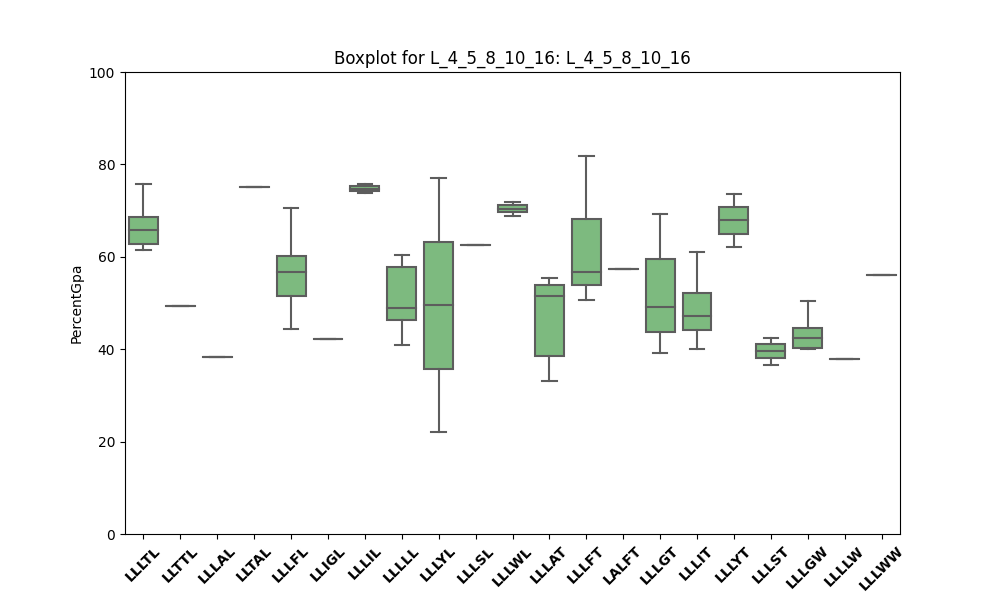 Boxplot for L_4_5_8_10_16: L_4_5_8_10_16
PercentGpa
100
80
60
40
20
0
LLLTL
LLTTL
LLLAL
LLTAL
LLLFL
LLIGL
LLLIL
LLLLL
LLLYL
LLLSL
LLLWL
LLLAT
LLLFT
LALFT
LLLGT
LLLIT
LLLYT
LLLST
LLLGW
LLLLW
LLLWW